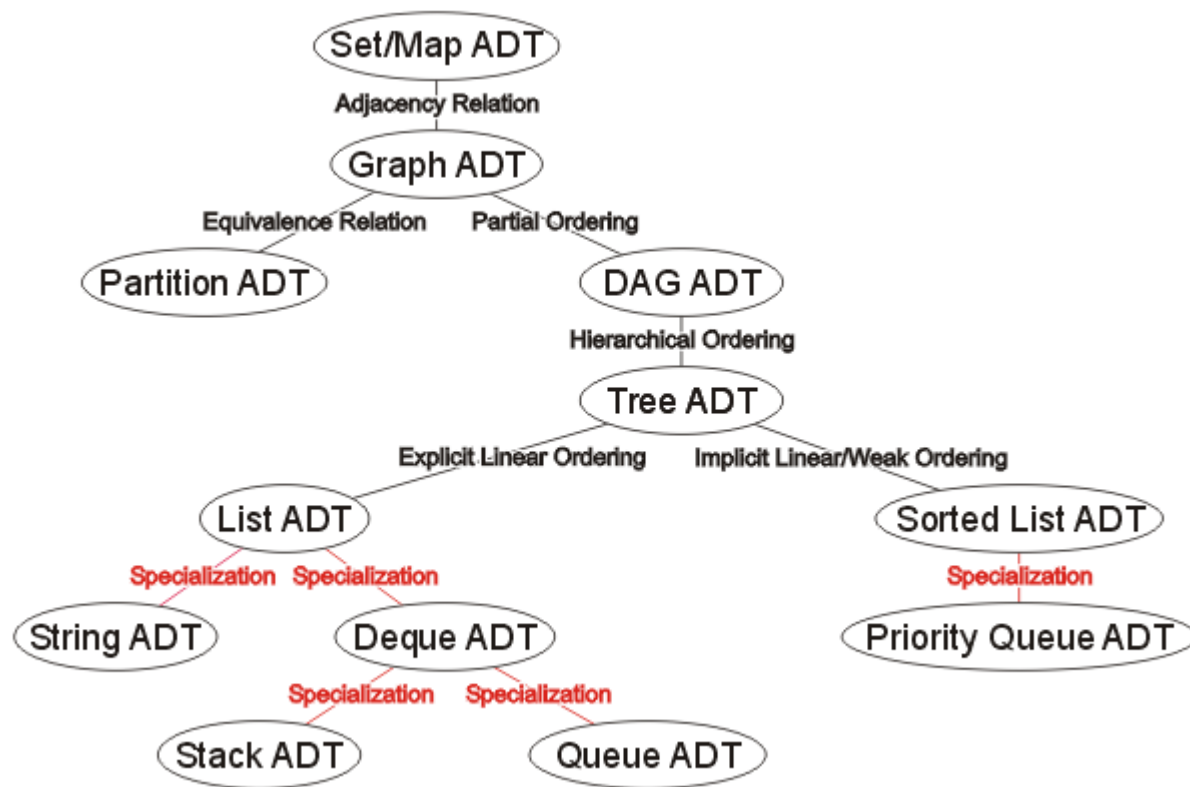 Set/Map ADT
Adjacency Relation
Graph ADT
Equivalence Relation
Partial Ordering
Partition ADT
DAG ADT
Hierarchical Ordering
Tree ADT
Explicit Linear Ordering
Implicit Linear/Weak Ordering
List ADT
Sorted List ADT
Specialization
Specialization
Specialization
String ADT
Deque ADT
Priority Queue ADT
Specialization
Specialization
Stack ADT
Queue ADT